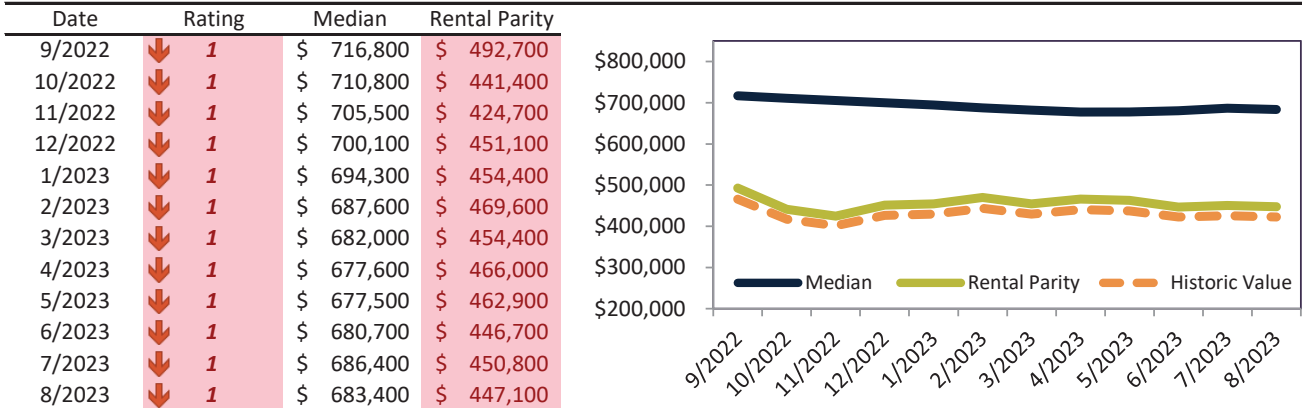 Date Rating Median Rental Parity
9/2022 1 $ 716,800 $ 492,700
10/2022 1 $ 710,800 $ 441,400
11/2022 1 $ 705,500 $ 424,700
12/2022 1 $ 700,100 $ 451,100
1/2023 1 $ 694,300 $ 454,400
2/2023 1 $ 687,600 $ 469,600
3/2023 1 $ 682,000 $ 454,400
4/2023 1 $ 677,600 $ 466,000
5/2023 1 $ 677,500 $ 462,900
6/2023 1 $ 680,700 $ 446,700
7/2023 1 $ 686,400 $ 450,800
8/2023 1 $ 683,400 $ 447,100
$800,000
$700,000
$600,000
$500,000
$400,000
$300,000
$200,000
Median Rental Parity Historic Value
9/2022 10/2022 11/2022 12/2022 1/2023 2/2023 3/2023 4/2023 5/2023 6/2023 7/2023 8/2023